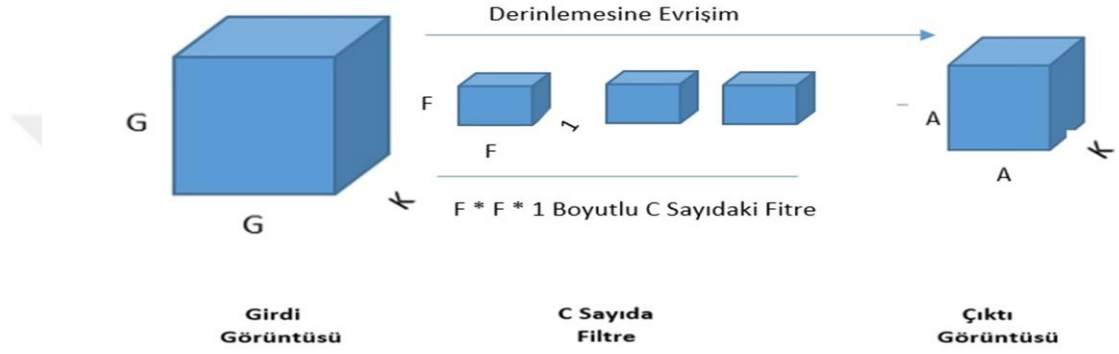 Derinlemesine Evrişim
G
G
K
F
F
1
A
A
K
F * F * 1 Boyutlu C Sayıdaki Fitre
Girdi
Görüntüsü
C Sayıda
Filtre
Çıktı
Görüntüsü